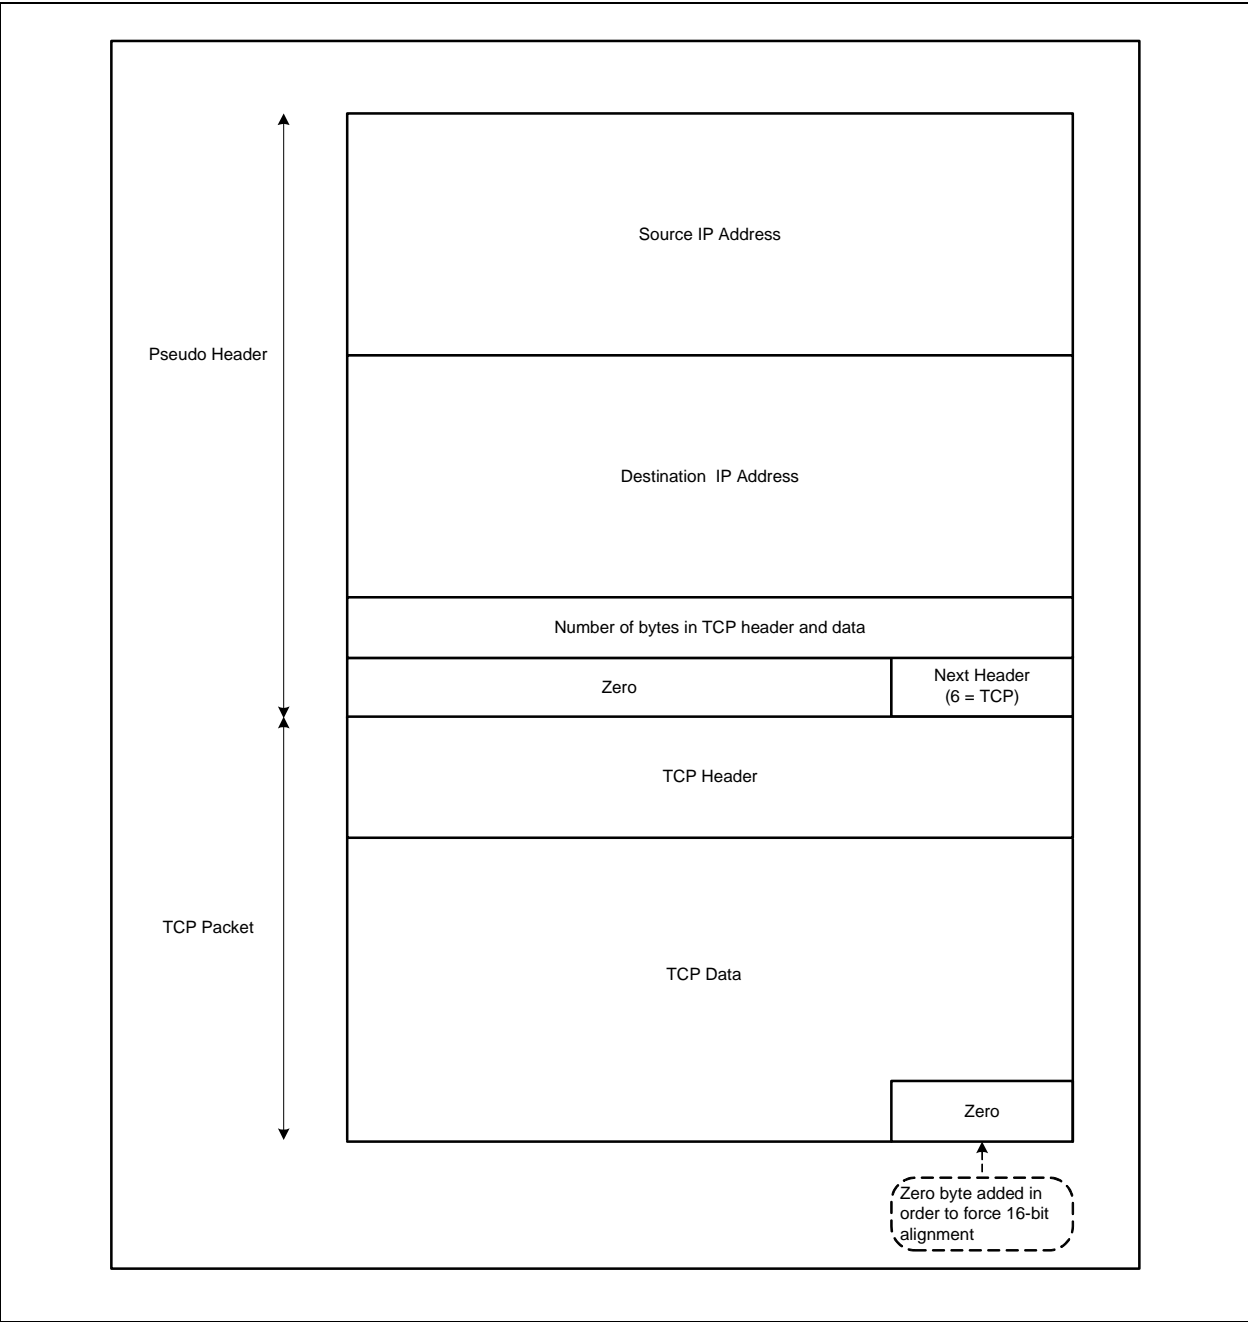 Source IP Address
Pseudo Header
Destination IP Address
Number of bytes in TCP header and data
Zero
Next Header
(6 = TCP)
TCP Header
TCP Packet
TCP Data
Zero
Zero byte added in
order to force 16-bit
alignment